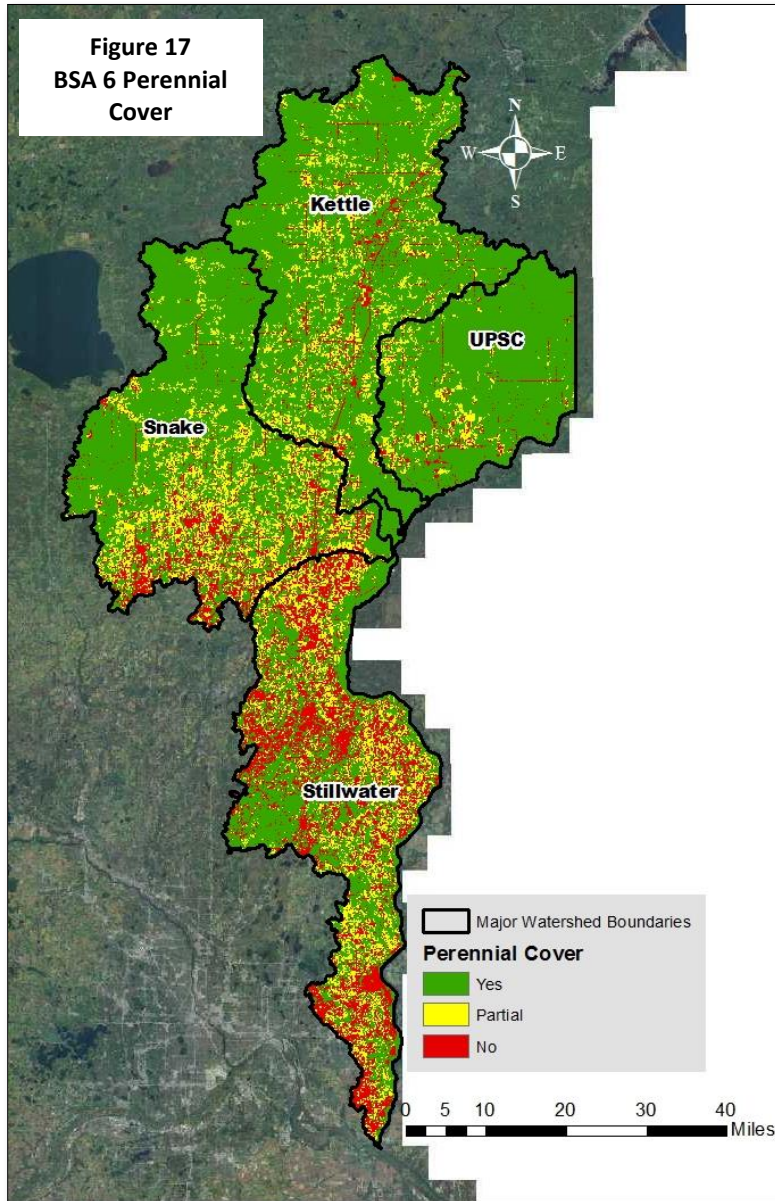 Figure 17
BSA 6 Perennial
Cover
N
W E
S
Kettle
UPSC
Snake
Stillwater
Major Watershed Boundaries
Perennial Cover
Yes
Partial
No
0 5 10 20 30 40
Miles